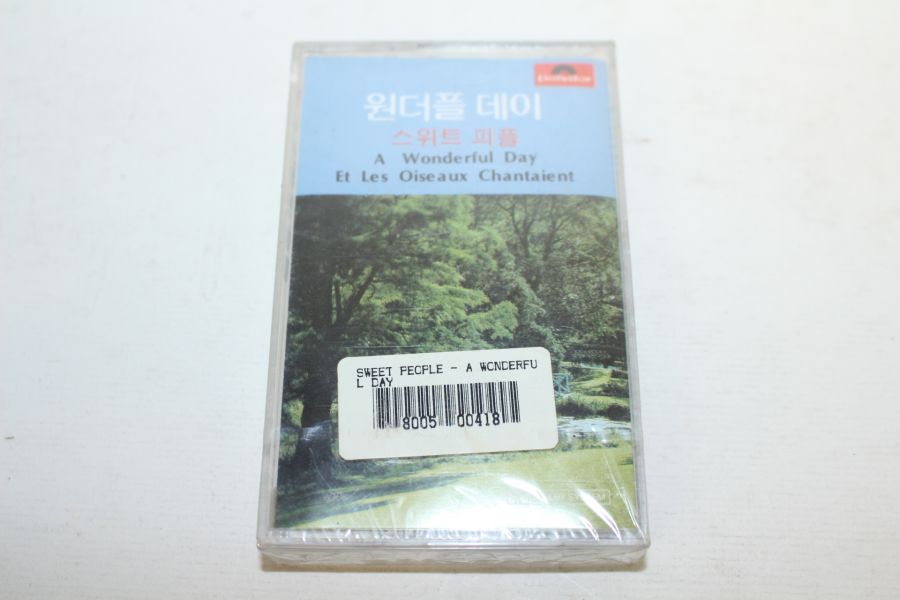 Polydor
원더플 데이
스위트 피플
A Wonderful Day
Et Les Oiseaux Chantaient
SWEET PEOPLE - A WONDERFU
L DAY
8005 00418